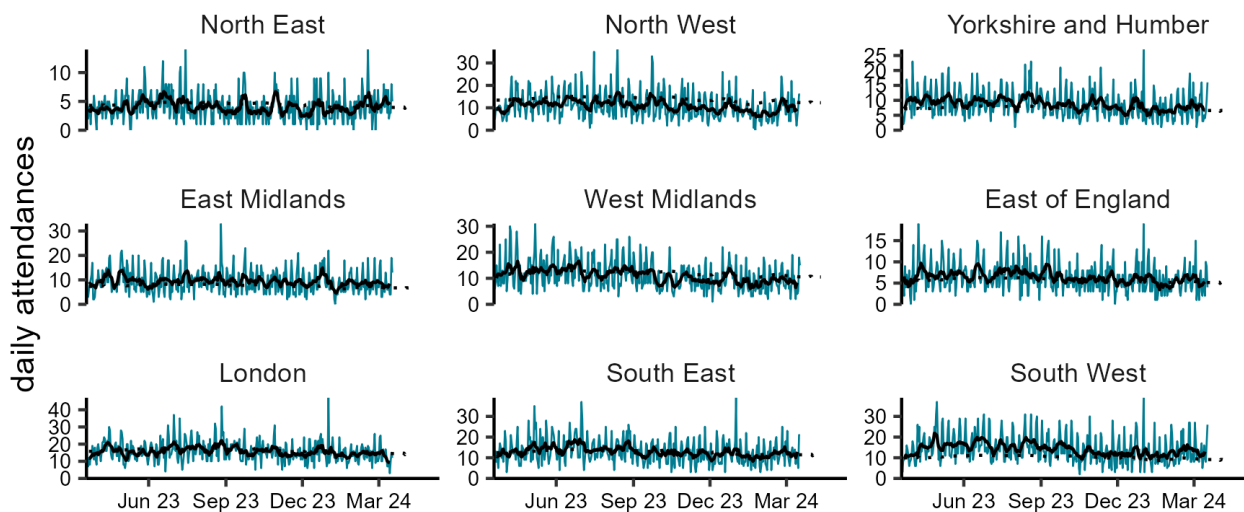 North East
North West
Yorkshire and Humber
10
5
0
30
20
10
0
25
20
15
10
5
0
daily attendances
East Midlands
West Midlands
East of England
30
20
10
0
30
20
10
0
15
10
5
0
London
South East
South West
40
30
20
10
0
30
20
10
0
30
20
10
0
Jun 23 Sep 23 Dec 23 Mar 24
Jun 23 Sep 23 Dec 23 Mar 24
Jun 23 Sep 23 Dec 23 Mar 24